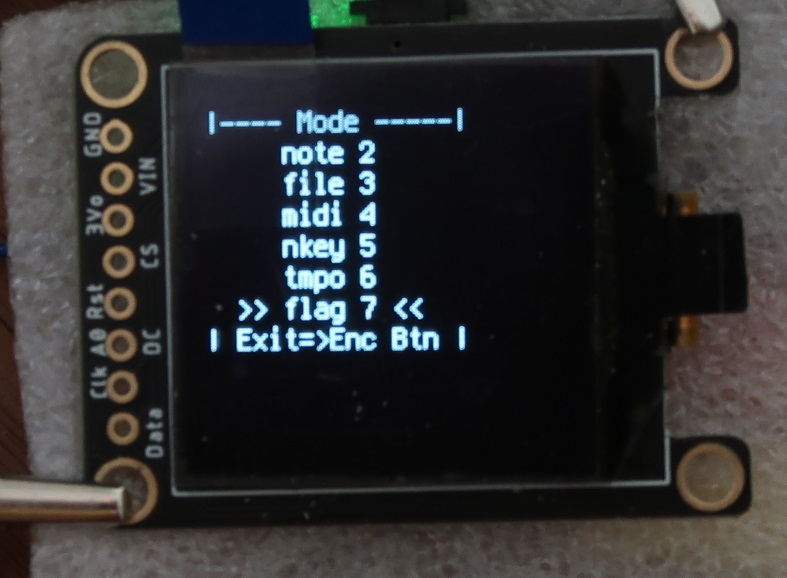 |---- Mode -----|
note 2
file 3
midi 4
nkey 5
tmpo 6
>> flag 7 <<
| Exit=>Enc Btn |
GND
VIN
3Vo
CS
Rst
DC
A0
Clk
Data